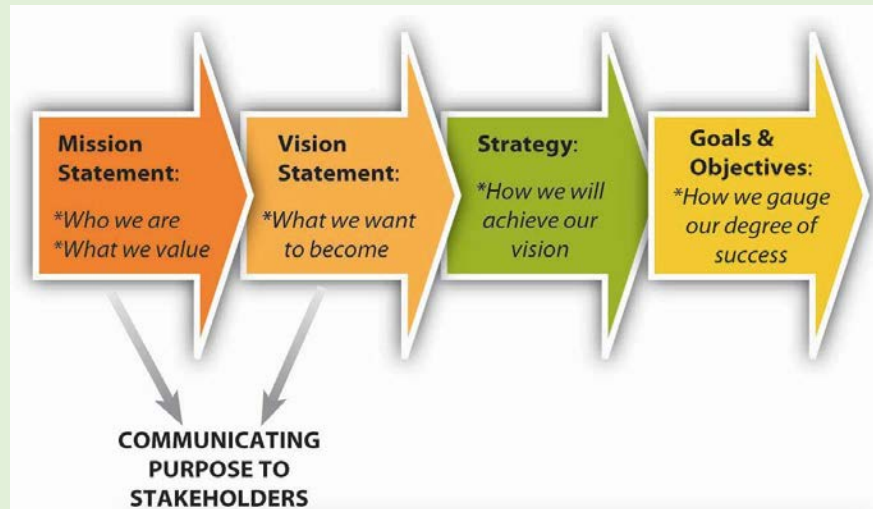 Mission
Statement:
*Who we are
*What we value
Vision
Statement:
*What we want
to become
Strategy:
*How we will
achieve our
vision
Goals &
Objectives:
*How we gauge
our degree of
success
COMMUNICATING
PURPOSE TO
STAKEHOLDERS